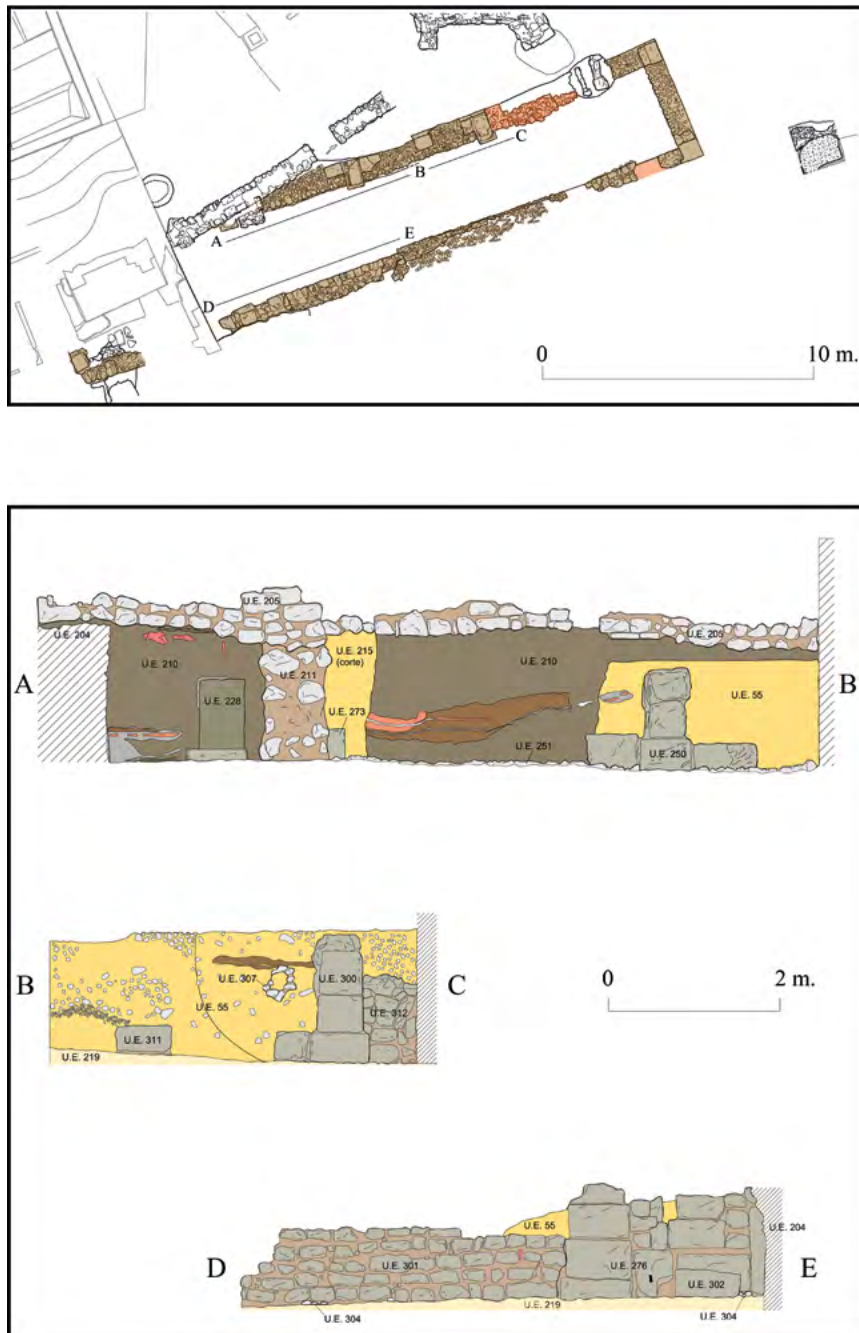 C
B
A
E
D
0 10 m.
U.E. 205
U.E. 204
U.E. 215
(corte)
U.E. 205
U.E. 210
U.E. 210
U.E. 211
A
B
U.E. 228
U.E. 55
U.E. 273
U.E. 251
U.E. 250
B
U.E. 307
U.E. 300
C
0 2 m.
U.E. 55
U.E. 312
U.E. 311
U.E. 219
U.E. 55
U.E. 204
D
U.E. 301
U.E. 276
E
U.E. 302
U.E. 219
U.E. 304
U.E. 304